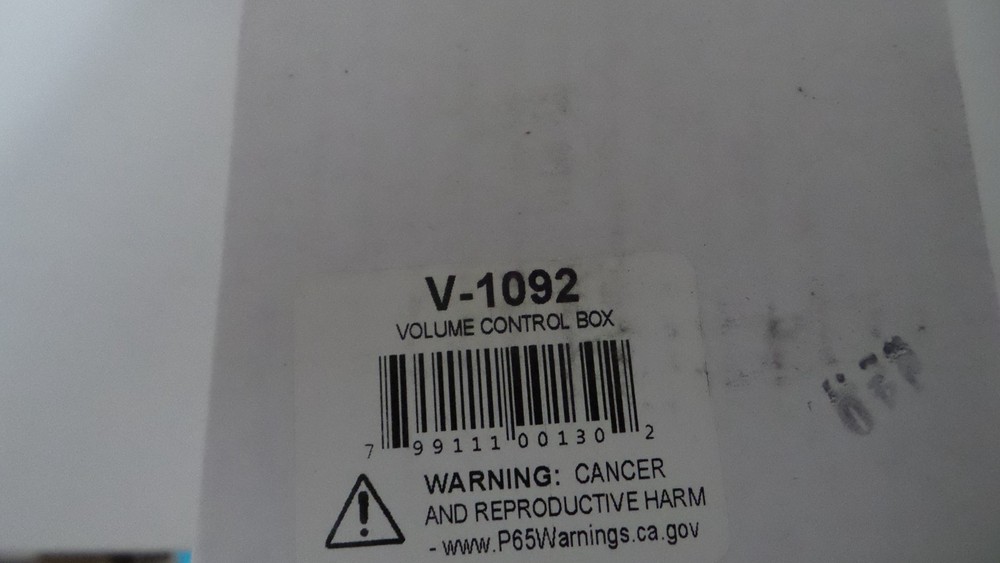 V-1092
VOLUME CONTROL BOX
7 99111 00130 2
WARNING: CANCER
AND REPRODUCTIVE HARM
- www.P65Warnings.ca.gov